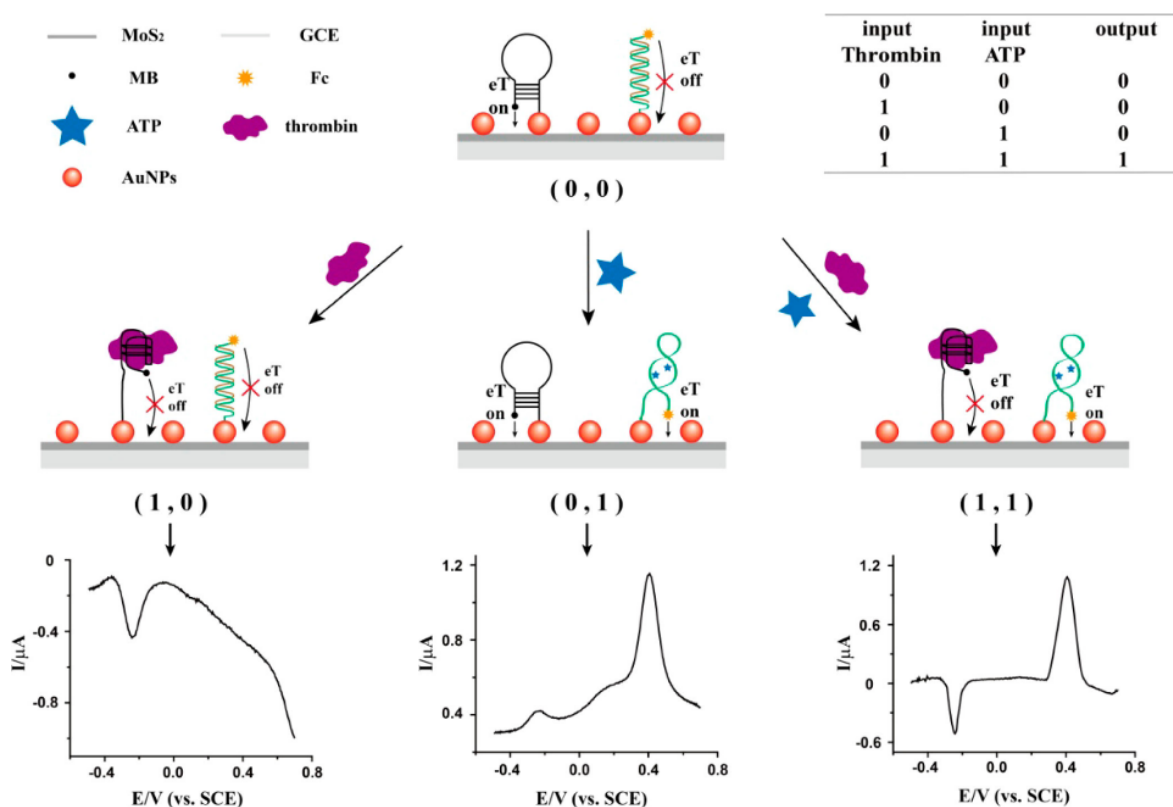 MoS2 GCE
MB Fc
ATP thrombin
AuNPs
eT
on
eT
off
(0,0)
input input output
Thrombin ATP
0 0 0
1 0 0
0 1 0
1 1 1
eT
off
eT
off
(1,0)
eT
on
eT
on
(0,1)
eT
off
eT
on
(1,1)
0
-0.4
-0.8
I/μA
-0.4 0.0 0.4 0.8
E/V (vs. SCE)
1.2
0.8
0.4
I/μA
-0.4 0.0 0.4 0.8
E/V (vs. SCE)
1.2
0.6
0
-0.6
I/μA
-0.4 0.0 0.4 0.8
E/V (vs. SCE)